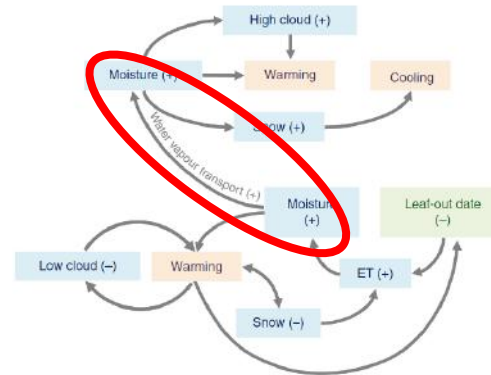 High cloud (+)
Moisture (+)
Warming
Cooling
Snow (+)
Water vapour transport (+)
Moisture
(+)
Leaf-out date
(–)
Low cloud (–)
Warming
ET (+)
Snow (–)